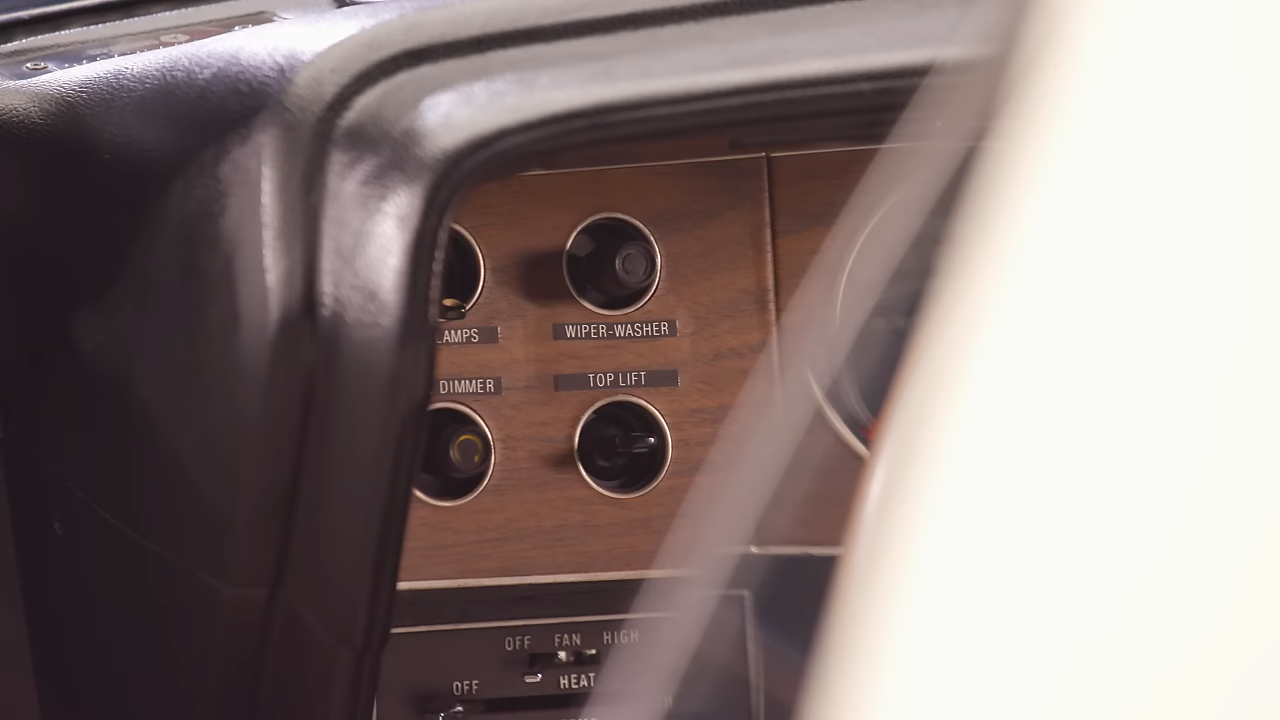 LAMPS
WIPER-WASHER
DIMMER
TOP LIFT
OFF FAN HIGH
HEAT
OFF